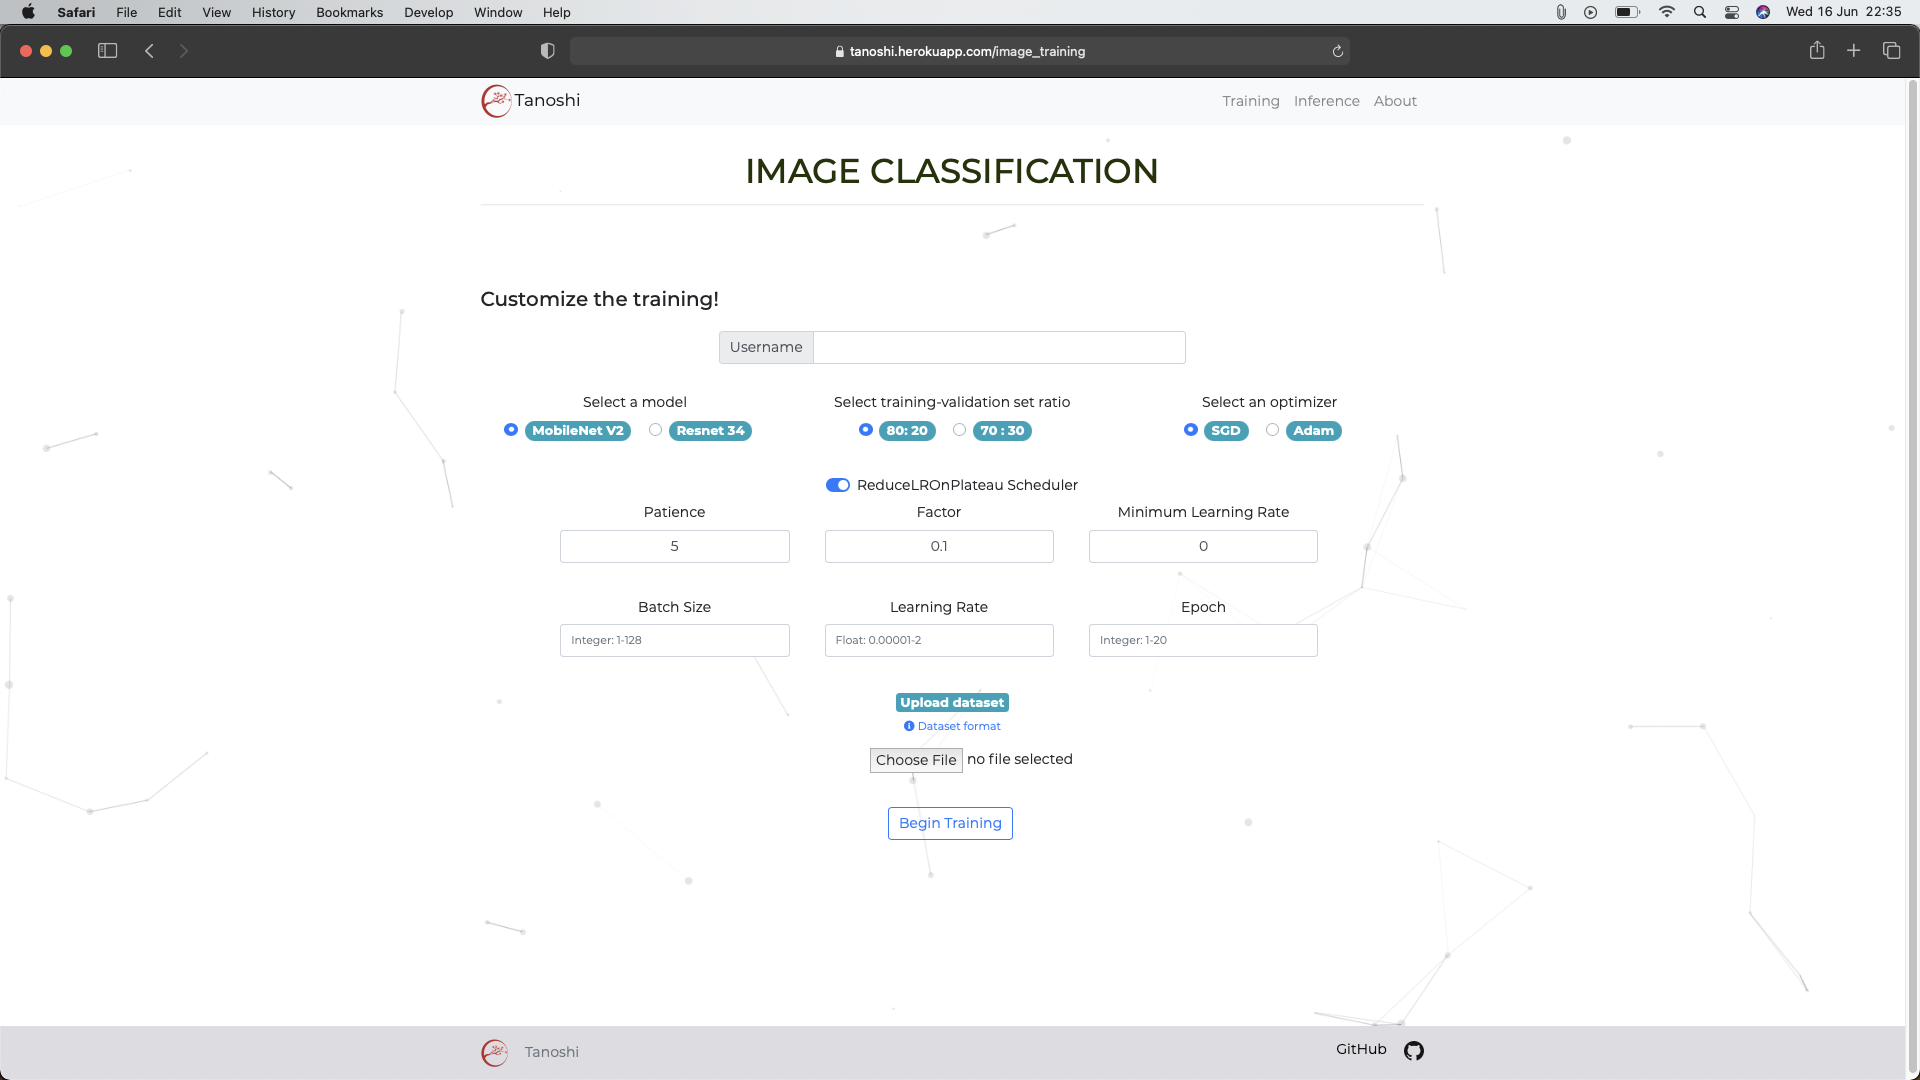 Safari File Edit View History Bookmarks Develop Window Help Wed 16 Jun 22:35
tanoshi.herokuapp.com/image_training
Tanoshi Training Inference About
IMAGE CLASSIFICATION
Customize the training!
Username
Select a model Select training-validation set ratio Select an optimizer
MobileNet V2 Resnet 34 80: 20 70 : 30 SGD Adam
ReduceLROnPlateau Scheduler
Patience Factor Minimum Learning Rate
5 0.1 0
Batch Size Learning Rate Epoch
Integer: 1-128 Float: 0.00001-2 Integer: 1-20
Upload dataset
Dataset format
Choose File no file selected
Begin Training
Tanoshi GitHub